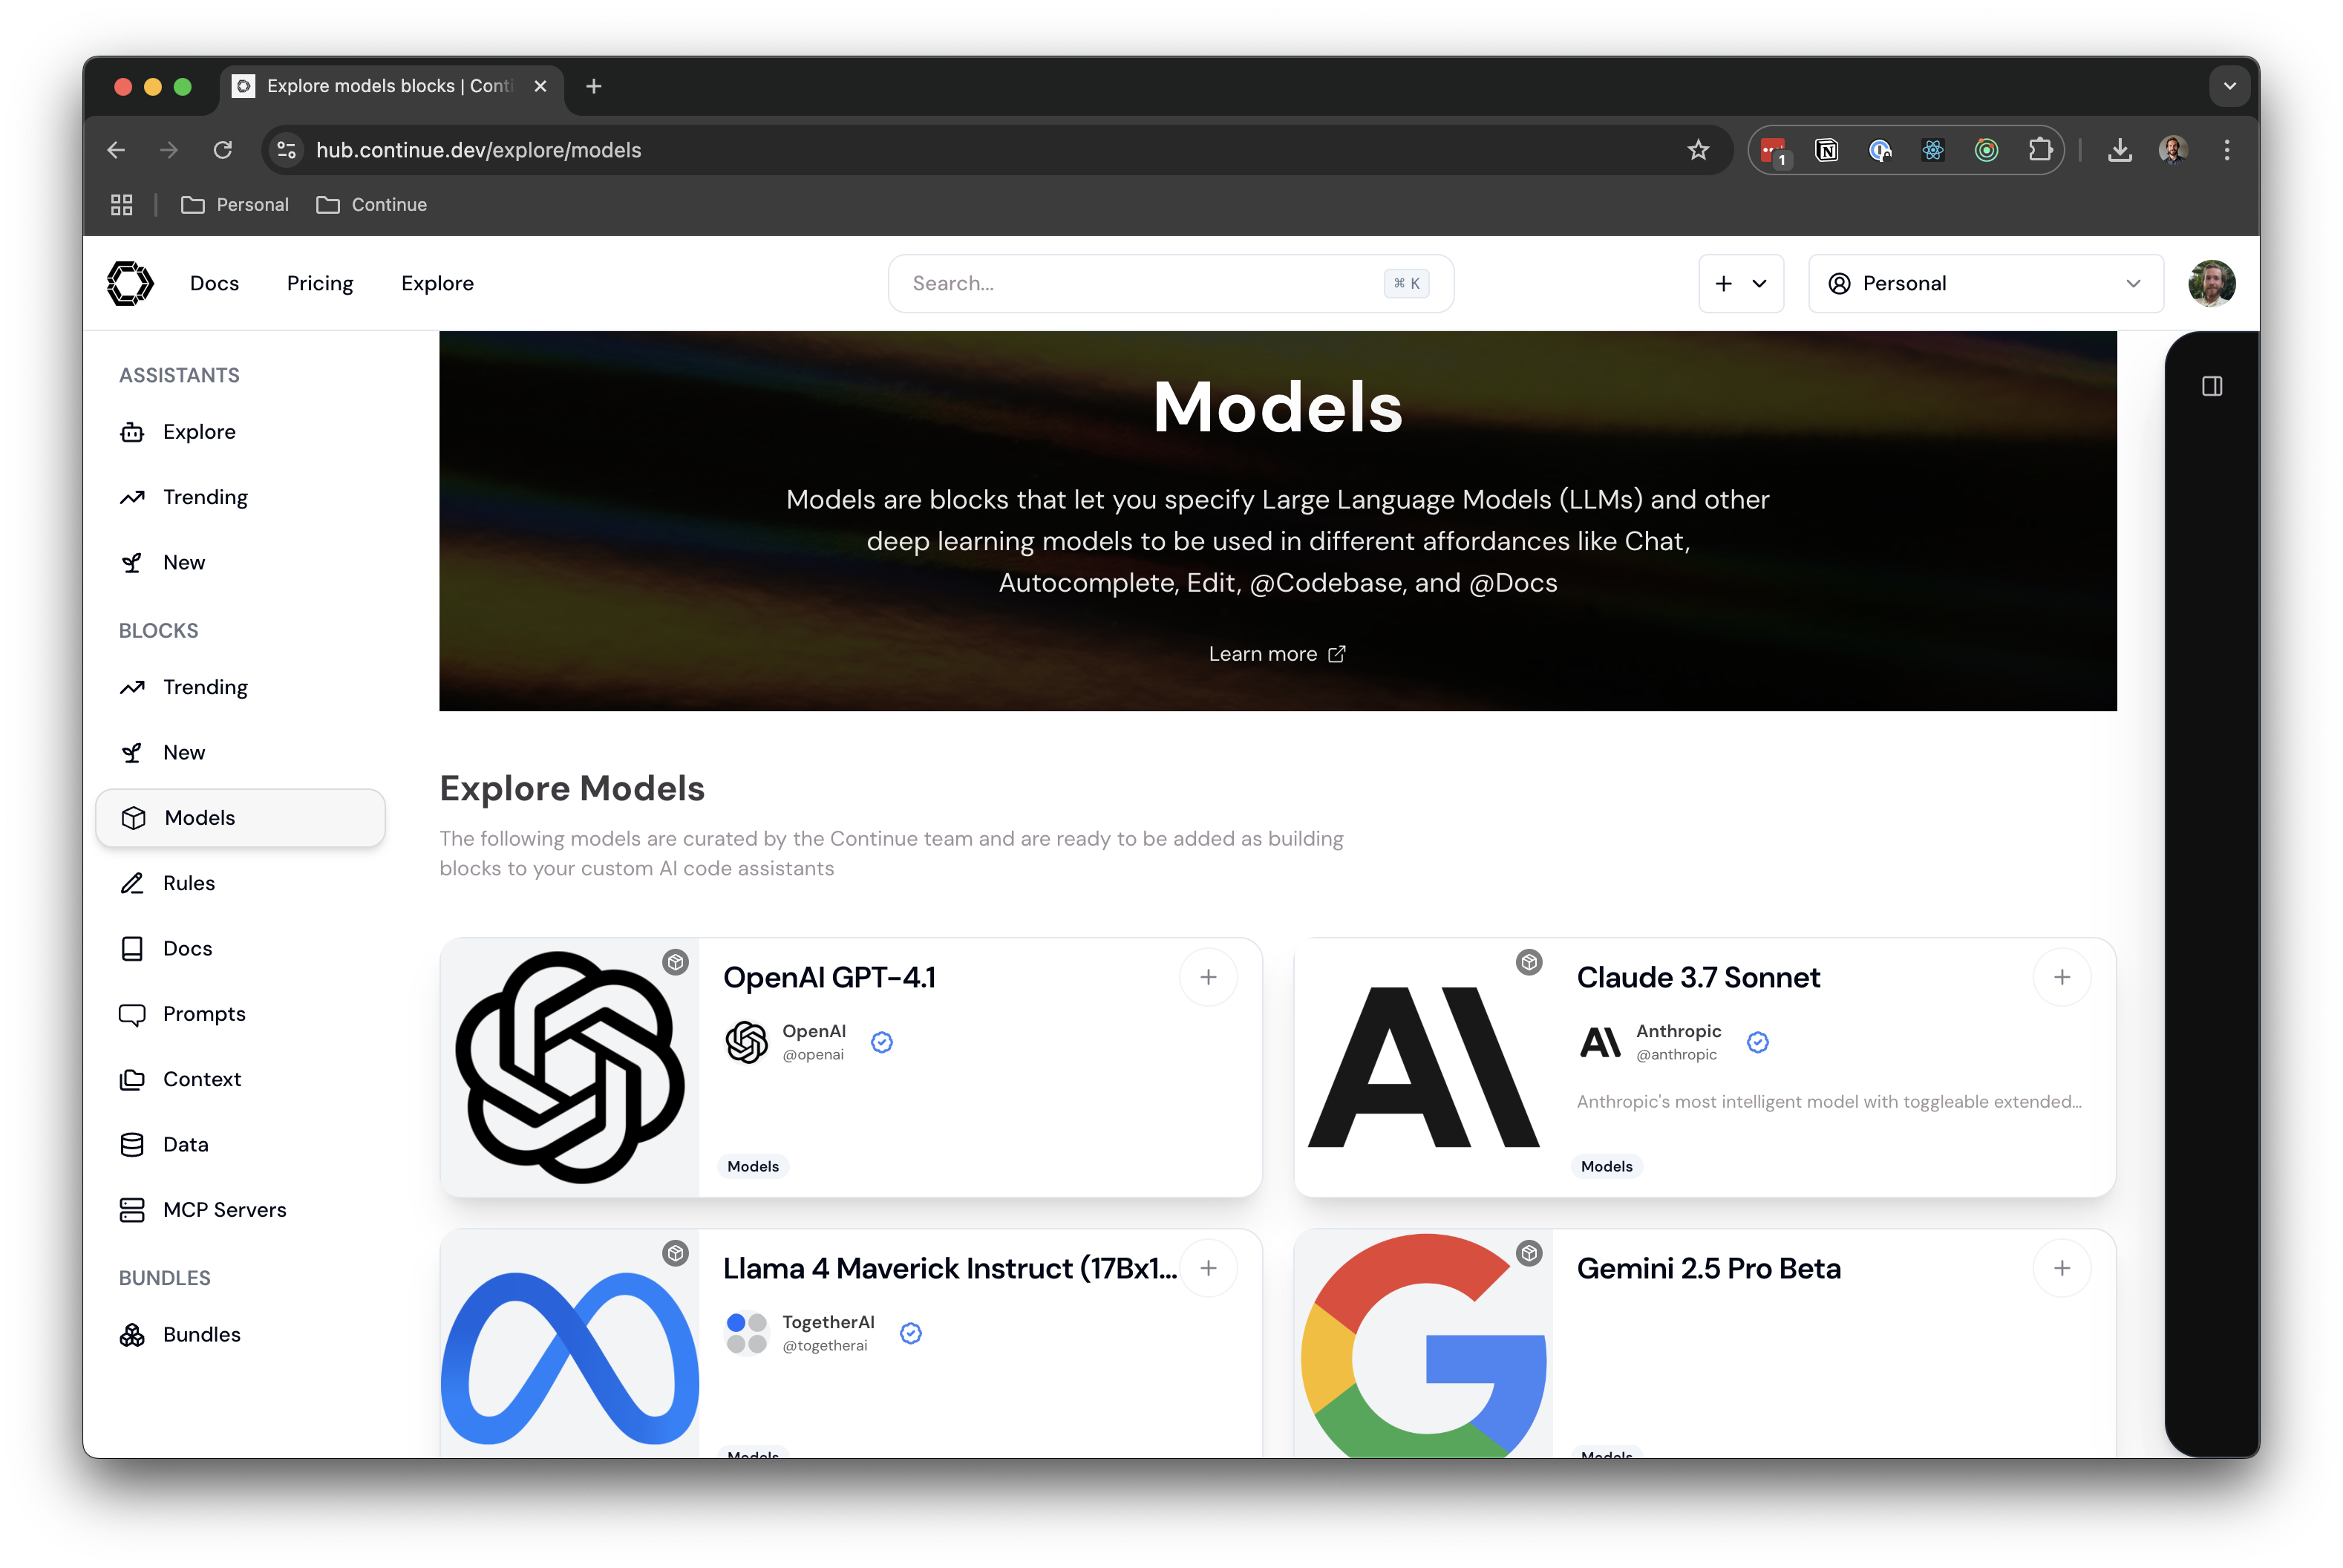 Explore models blocks | Conti
hub.continue.dev/explore/models
1
Personal
Continue
Docs
Pricing
Explore
Search...
⌘ K
Personal
ASSISTANTS
Explore
Trending
New
BLOCKS
Trending
New
Models
Rules
Docs
Prompts
Context
Data
MCP Servers
BUNDLES
Bundles
Models
Models are blocks that let you specify Large Language Models (LLMs) and other
deep learning models to be used in different affordances like Chat,
Autocomplete, Edit, @Codebase, and @Docs
Learn more
Explore Models
The following models are curated by the Continue team and are ready to be added as building
blocks to your custom AI code assistants
OpenAI GPT-4.1
OpenAI
@openai
Models
Claude 3.7 Sonnet
Anthropic
@anthropic
Anthropic's most intelligent model with toggleable extended...
Models
Llama 4 Maverick Instruct (17Bx1...
TogetherAI
@togetherai
Models
Gemini 2.5 Pro Beta
Models